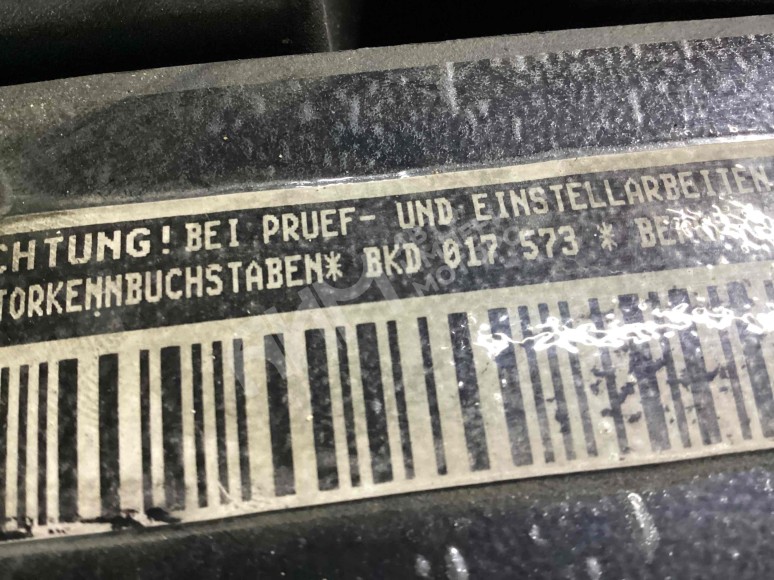 CHTUNG! BEI PRUEF- UND EINSTELLARBEITEN
TORKENNBUCHSTABEN* BKD 017 573 *